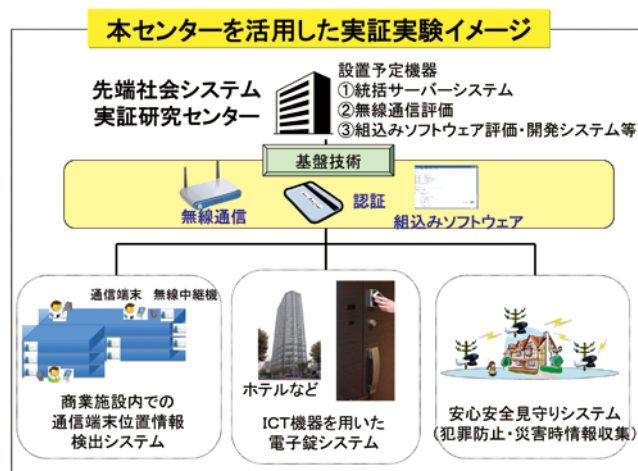 本センターを活用した実証実験イメージ
先端社会システム
実証研究センター
設置予定機器
①統括サーバーシステム
②無線通信評価
③組込みソフトウェア評価・開発システム等
基盤技術
無線通信
認証
組込みソフトウェア
通信端末 無線中継機
商業施設内での
通信端末位置情報
検出システム
ホテルなど
ICT機器を用いた
電子錠システム
安心安全見守りシステム
(犯罪防止・災害時情報収集)